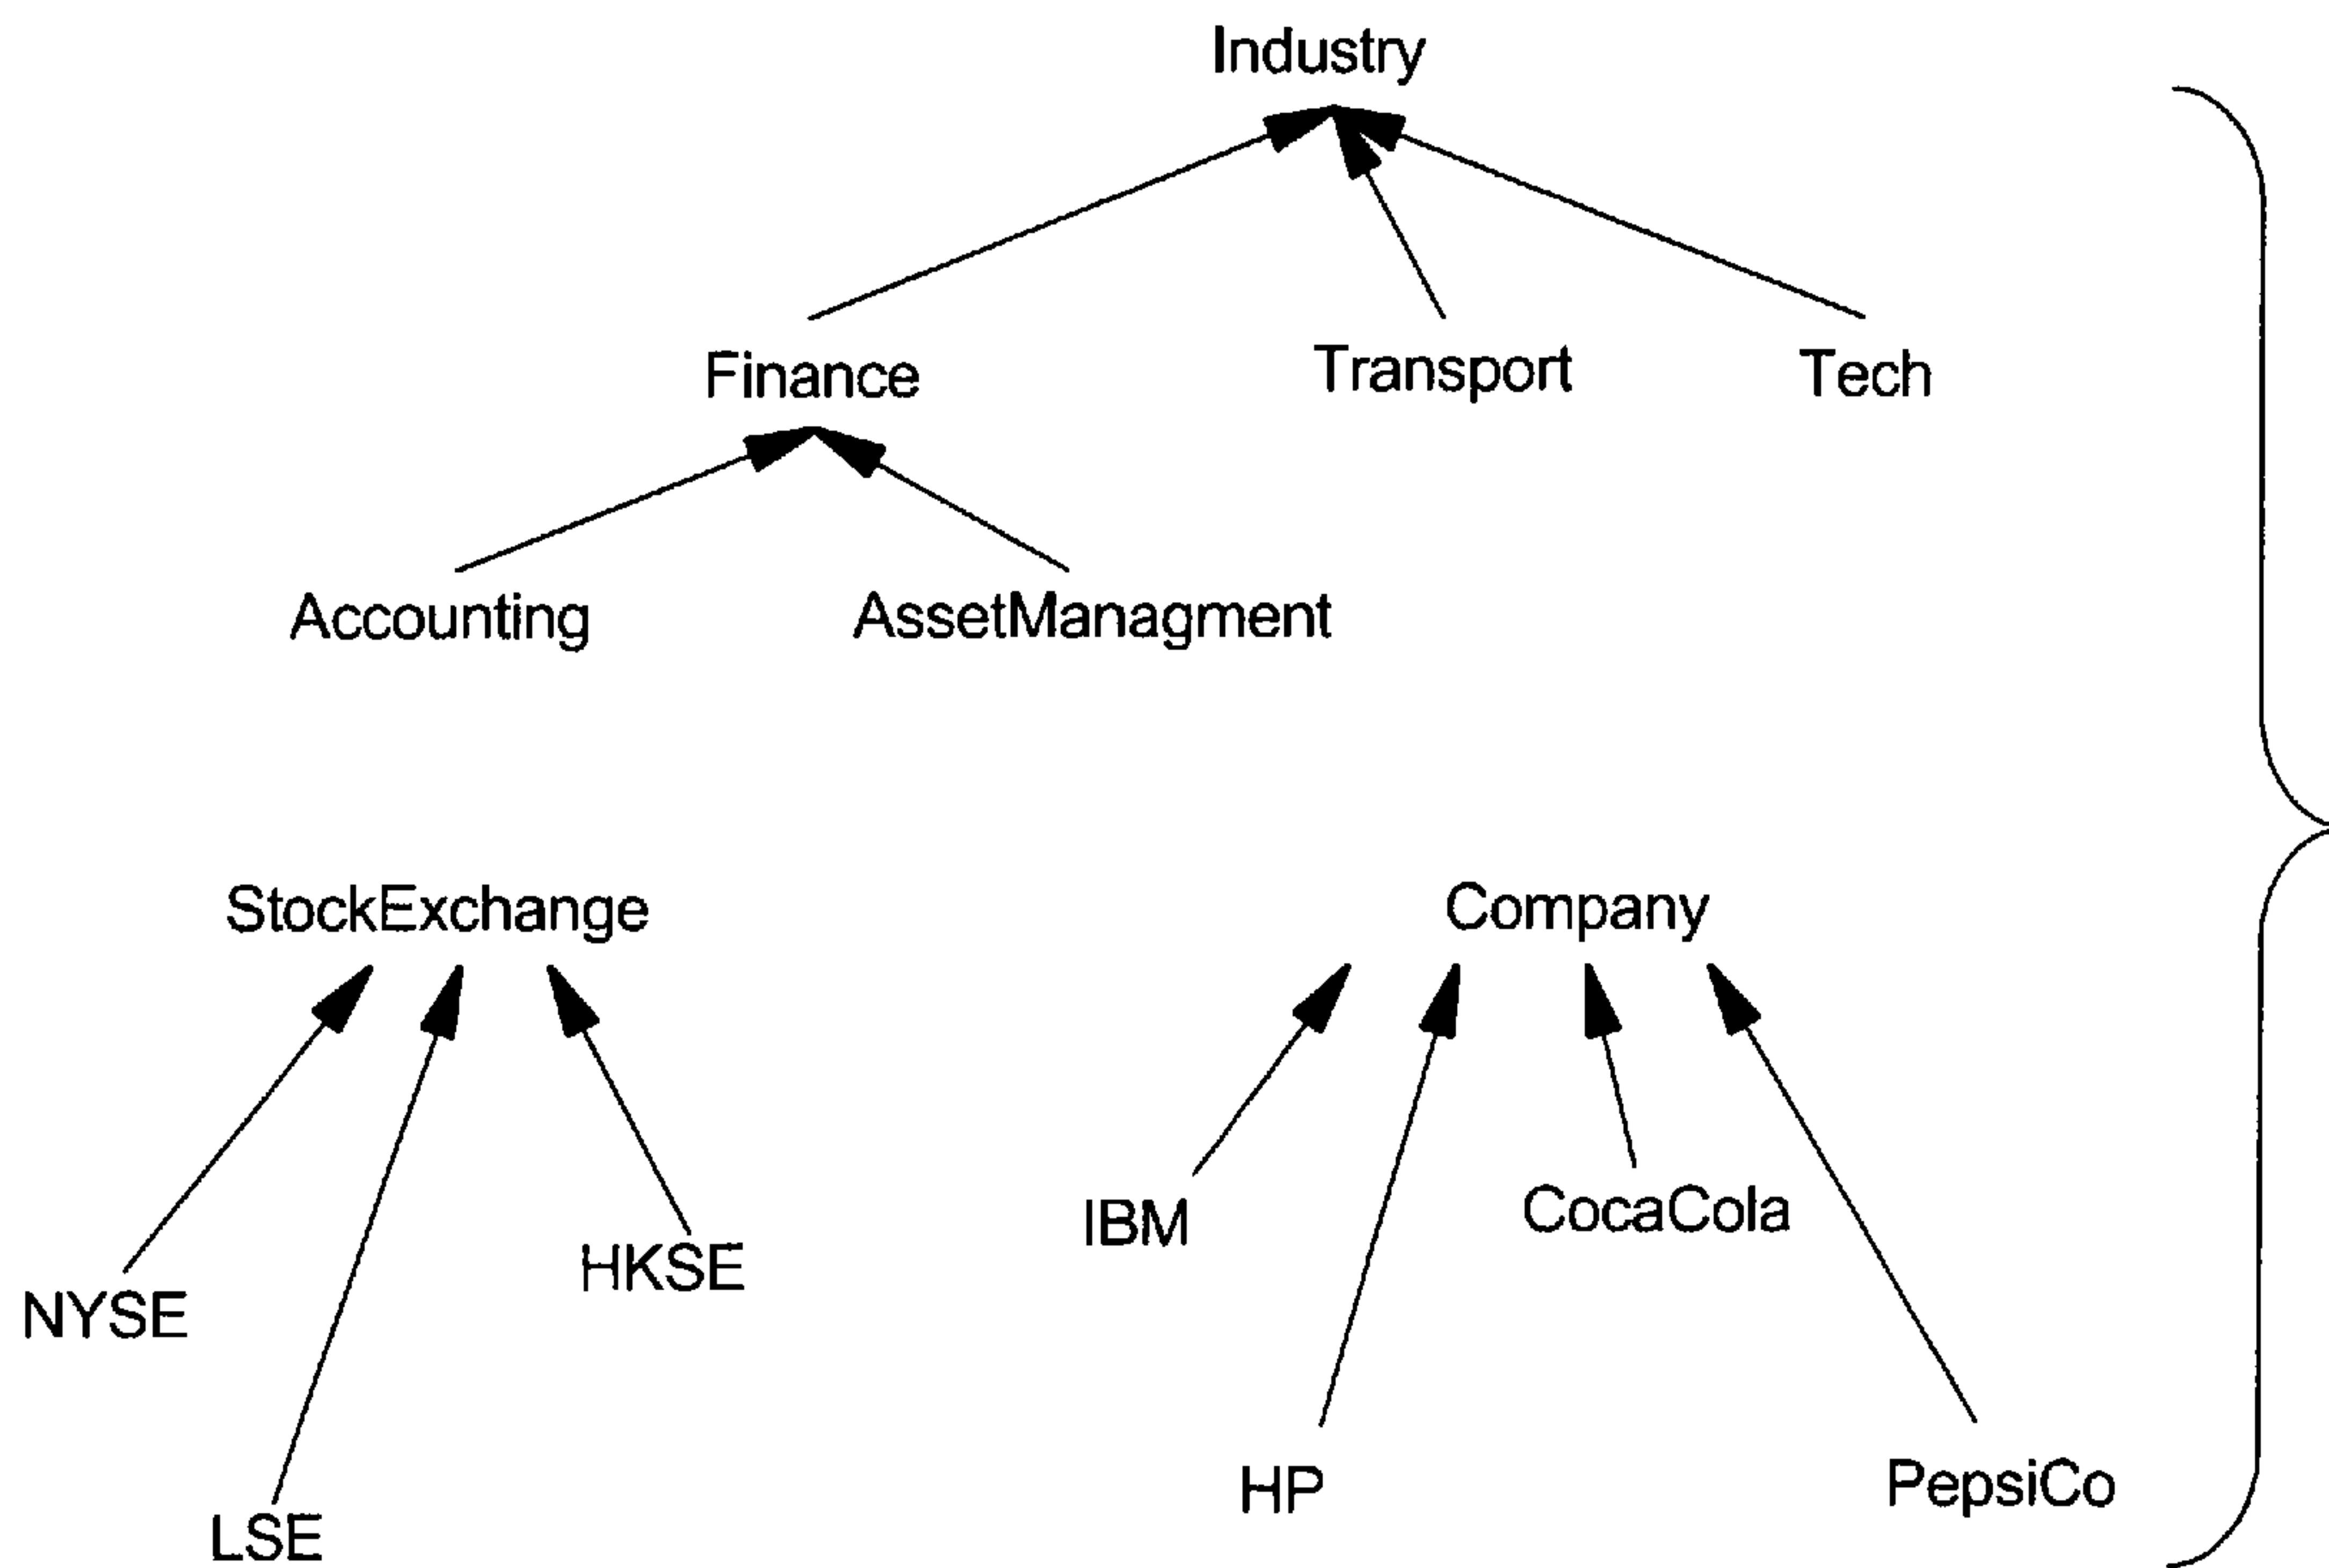 Industry
Finance
Transport
Tech
Accounting
AssetManagment
StockExchange
Company
NYSE
LSE
HKSE
IBM
HP
CocaCola
PepsiCo